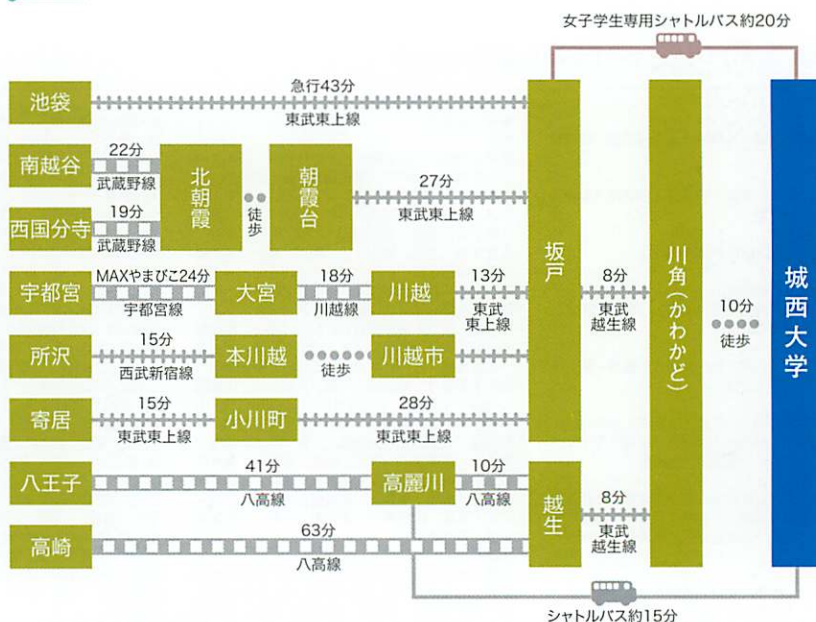 女子学生専用シャトルバス約20分
池袋
急行43分
東武東上線
南越谷
22分
武蔵野線
西国分寺
19分
武蔵野線
北朝霞
徒歩
朝霞台
27分
東武東上線
宇都宮
MAXやまびこ24分
宇都宮線
大宮
18分
川越線
川越
13分
東武
東上線
所沢
15分
西武新宿線
本川越
徒歩
川越市
寄居
15分
東武東上線
小川町
28分
東武東上線
坂戸
8分
東武
越生線
八王子
41分
八高線
高麗川
10分
八高線
高崎
63分
八高線
越生
8分
東武
越生線
川角(かわかど)
10分
徒歩
城西大学
シャトルバス約15分